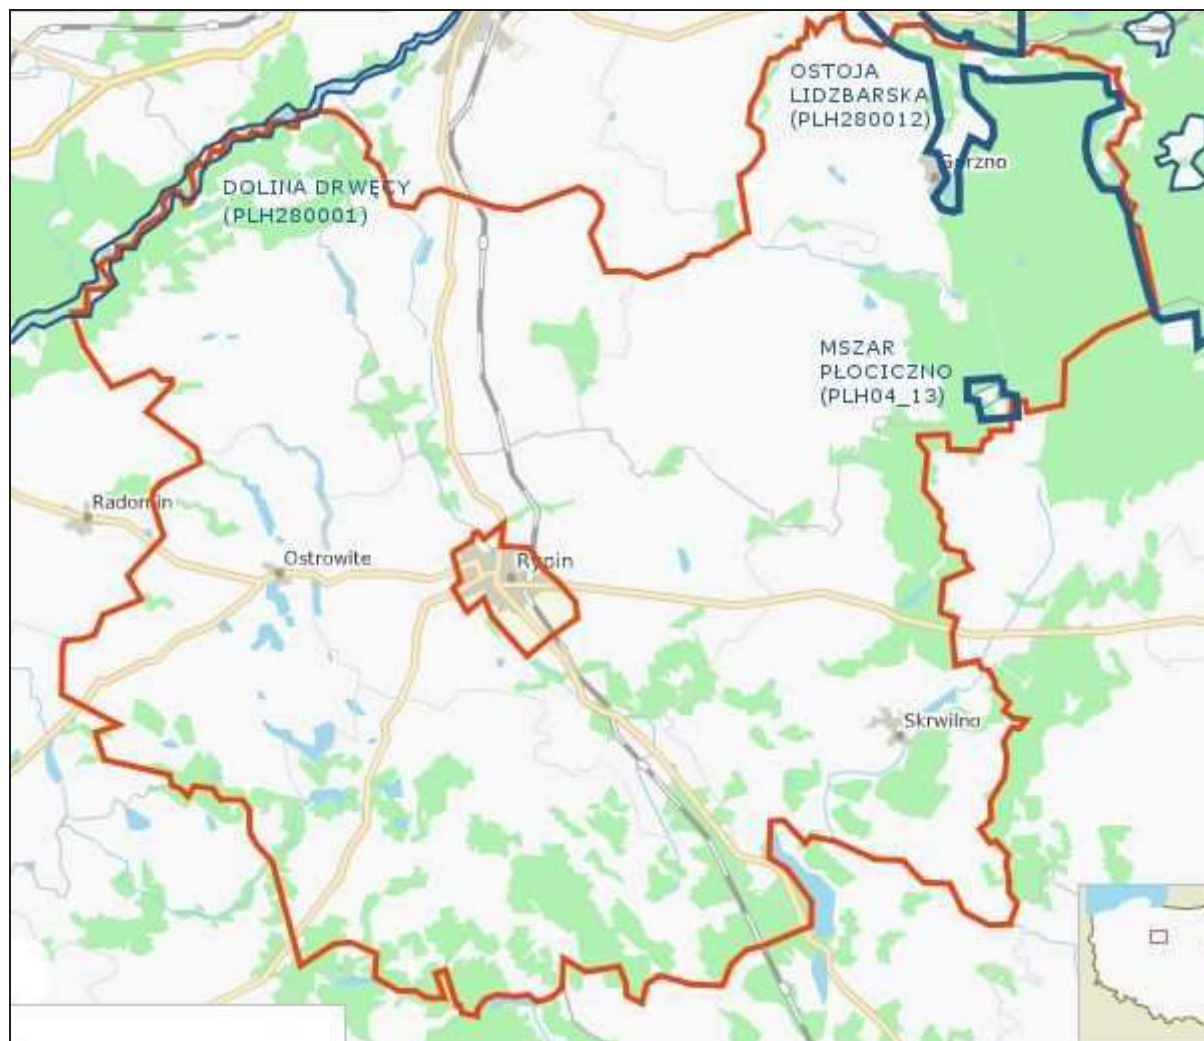 OSTOJA
LIDZBARSKA
(PLH280012)
Górzno
DOLINA DRWĘCY
(PLH280001)
MSZAR
PŁOCICZNO
(PLH04_13)
Radomin
Ostrowite
Rypin
Skrwilno